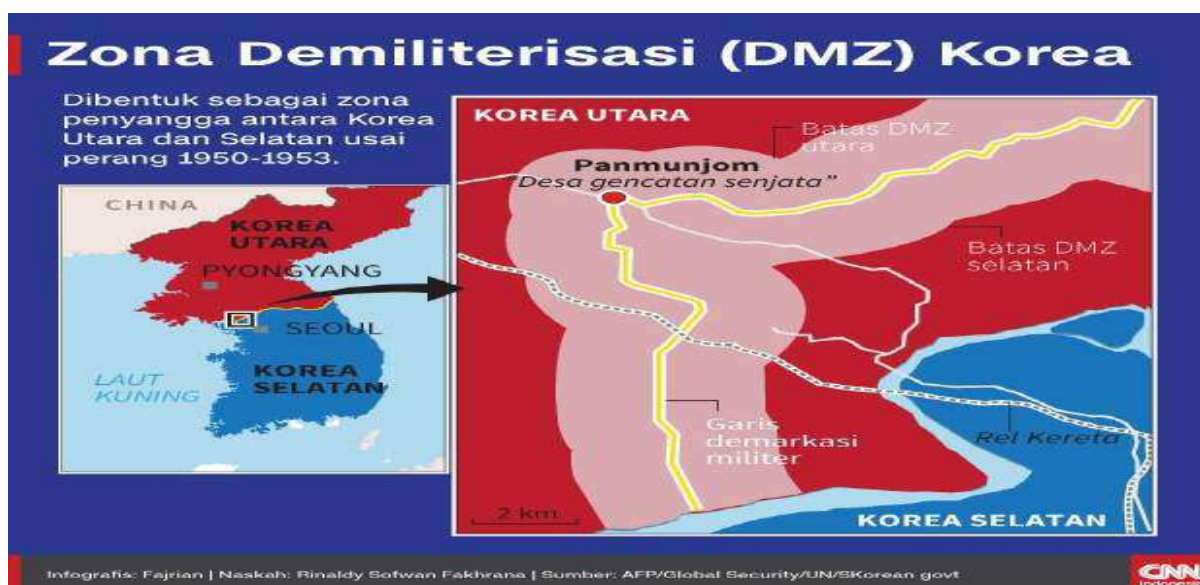 Zona Demiliterisasi (DMZ) Korea
Dibentuk sebagai zona
penyangga antara Korea
Utara dan Selatan usai
perang 1950-1953.
CHINA
KOREA
UTARA
PYONGYANG
SEOUL
LAUT
KUNING
KOREA
SELATAN
KOREA UTARA
Batas DMZ
utara
Panmunjom
"Desa gencatan senjata"
Batas DMZ
selatan
Garis
demarkasi
militer
Rel Kereta
2 km
KOREA SELATAN
Infografis: Fajrian | Naskah: Rinaldy Sofwan Fakhrana | Sumber: AFP/Global Security/UN/SKorean govt
CNN
Indonesia